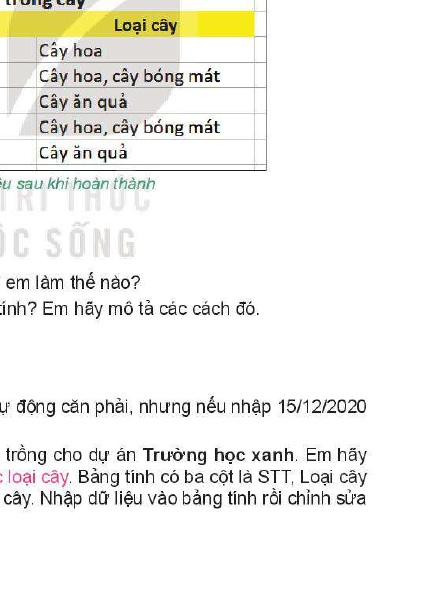 trồng cây
Loại cây
Cây hoa
Cây hoa, cây bóng mát
Cây ăn quả
Cây hoa, cây bóng mát
Cây ăn quả
sau khi hoàn thành
TRI THỨC
SỐNG
em làm thế nào?
tính? Em hãy mô tả các cách đó.
động căn phải, nhưng nếu nhập 15/12/2020
trồng cho dự án Trường học xanh. Em hãy
loại cây. Bảng tính có ba cột là STT, Loại cây
cây. Nhập dữ liệu vào bảng tính rồi chỉnh sửa